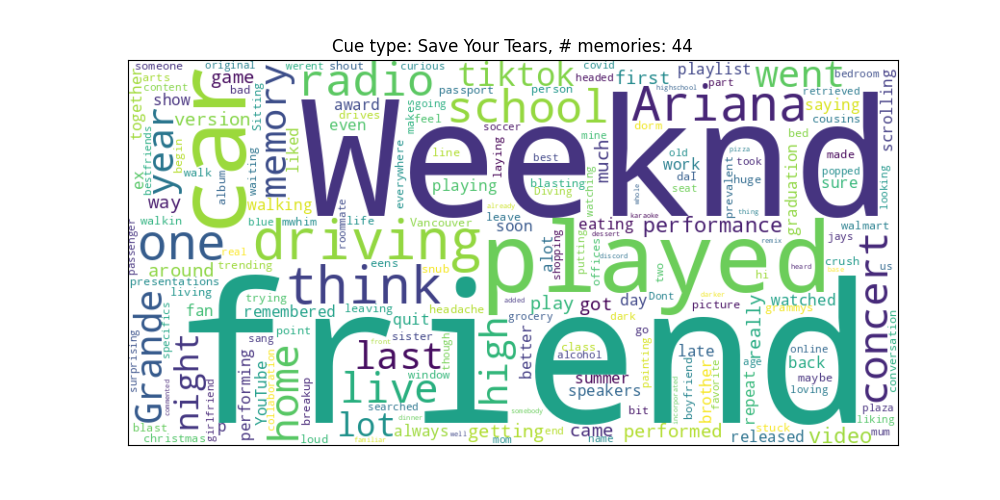 Cue type: Save Your Tears, # memories: 44
someone
original
werent
shout
curious
covid
headed
first
playlist
went
bedroom
arts
content
game
bad
radio
tiktok
passport
person
highschool
part
retrieved
together
show
version
car
Sitting
memory
award
drives
even
makes
going
feel
school
Ariana
saying
cousins
scrolling
year
liked
Weeknd
soccer
mine
dorm
bed
ex
bestfriends
begin
walk
album
waiting
everywhere
line
laying
best
pizza
much
old
work
dal
seat
huge
took
made
popped
sure
way
walking
playing
blasting
biving
watching
whole
prevalent
graduation
looking
walkin
blue
mwhim
life
roommate
Vancouver
already
leave
soon
eating
karaoke
performance
thing
walmart
passenger
one
real
driving
played
alot
shopping
dessert
putting
remix
jays
crush
us
around
trending
eens
snub
think
offices
discord
two
hi
heard
base
concert
presentations
living
trying
leaving
headache
added
play
got
day
Dont
darker
picture
watched
Grande
specifics
fan
remembered
friend
quit
grocery
dark
go
grammys
really
conversation
surprising
night
sang
point
sister
though
high
better
class
alcohol
painting
late
online
back
performing
YouTube
collaboration
home
front
last
window
summer
age
maybe
commented
girlfriend
breakup
live
searched
speakers
boyfriend
brother
favorite
repeat
loving
p
dinner
somebody
bit
incorporated
plaza
liking
blast
christmas
loud
lot
familiar
always
well
getting
mom
end
came
name
performed
released
stuck
video
mum